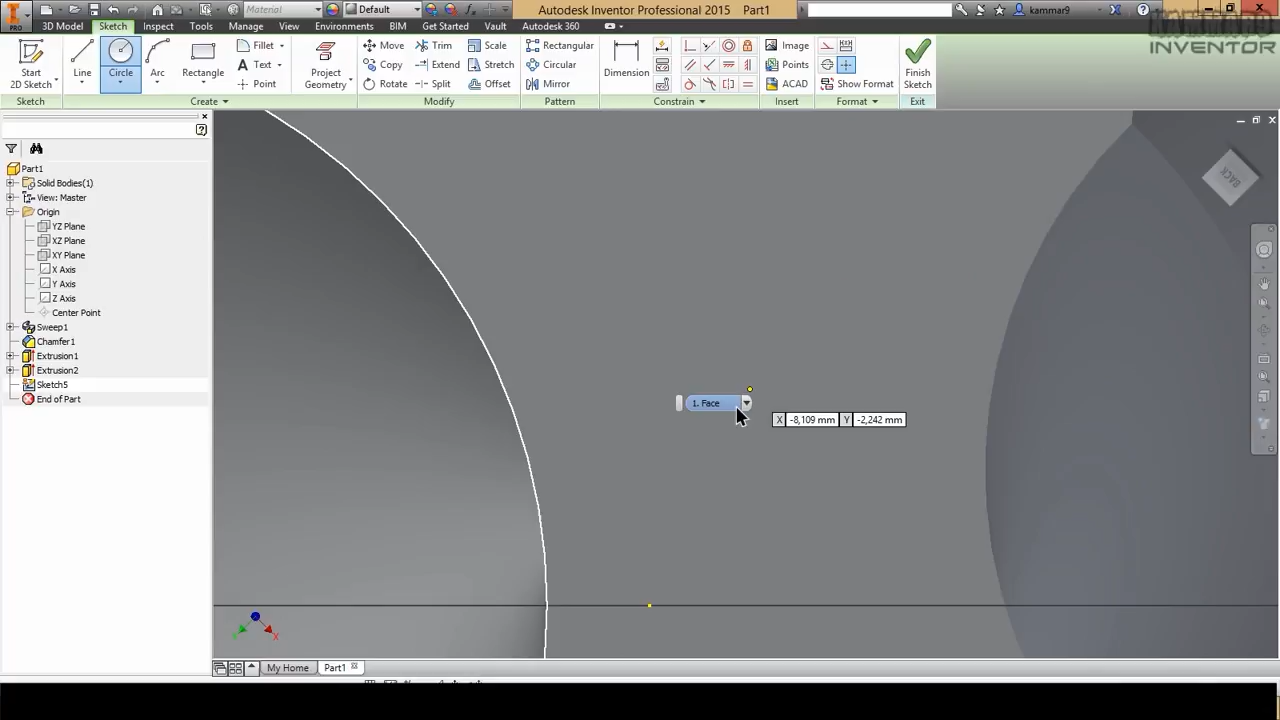 Material
Default
Autodesk Inventor Professional 2015   Part1
kammar9
INVENTOR
PRO
3D Model
Sketch
Inspect
Tools
Manage
View
Environments
BIM
Get Started
Vault
Autodesk 360
Start
2D Sketch
Line
Circle
Arc
Rectangle
Fillet
Text
Point
Project
Geometry
Move
Copy
Rotate
Trim
Extend
Split
Scale
Stretch
Offset
Rectangular
Circular
Mirror
Dimension
Image
Points
ACAD
Show Format
Finish
Sketch
Sketch
Create
Modify
Pattern
Constrain
Insert
Format
Exit
Part1
Solid Bodies(1)
View: Master
Origin
YZ Plane
XZ Plane
XY Plane
X Axis
Y Axis
Z Axis
Center Point
Sweep1
Chamfer1
Extrusion1
Extrusion2
Sketch5
End of Part
BACK
1. Face
X -8,109 mm Y -2,242 mm
X
My Home
Part1